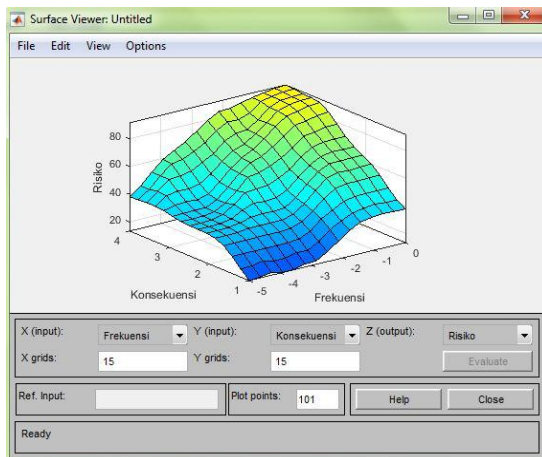 Surface Viewer: Untitled
File Edit View Options
80
60
40
20
Risiko
4
3
2
1
Konsekuensi
-5
-4
-3
-2
-1
0
Frekuensi
X (input): Frekuensi Y (input): Konsekuensi Z (output): Risiko
X grids: 15 Y grids: 15 Evaluate
Ref. Input: Plot points: 101 Help Close
Ready